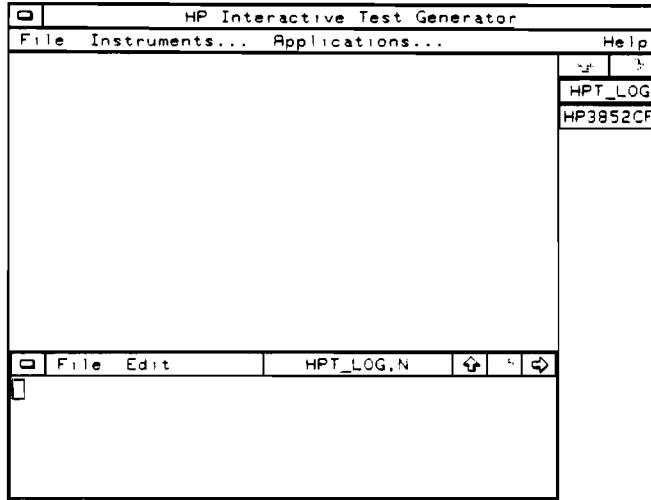 HP Interactive Test Generator
File Instruments... Applications... Help
HPT_LOG
HP3852CF
File Edit HPT_LOG,N